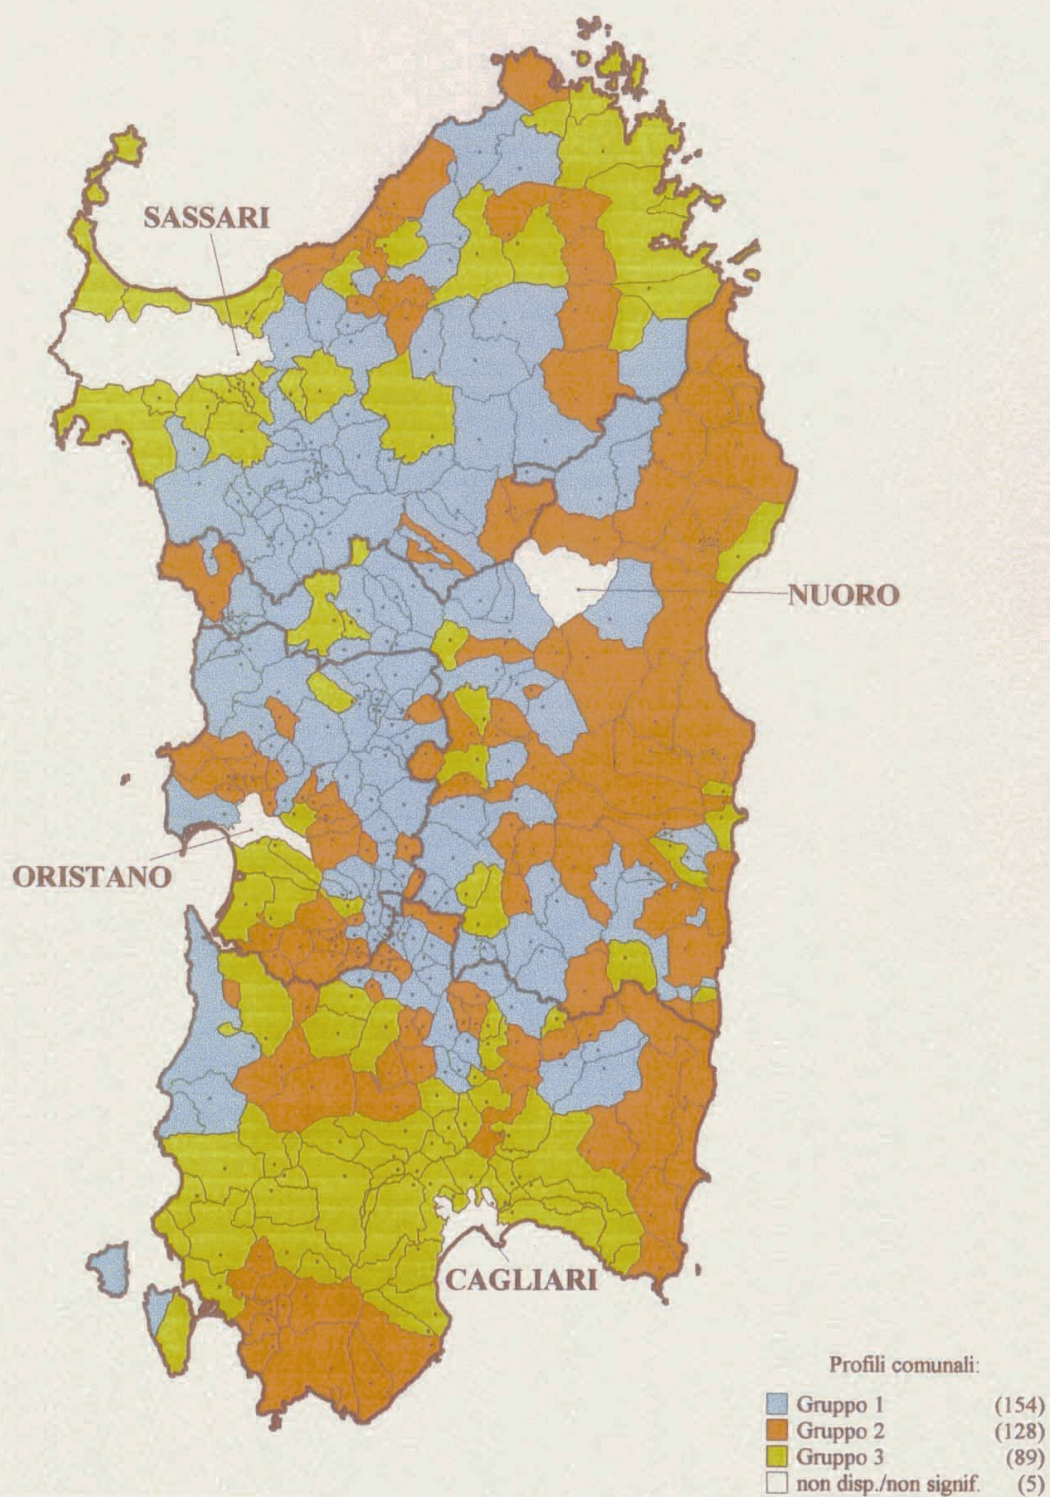 SASSARI
NUORO
ORISTANO
CAGLIARI
Profili comunali:
Gruppo 1 (154)
Gruppo 2 (128)
Gruppo 3 (89)
non disp./non signif. (5)